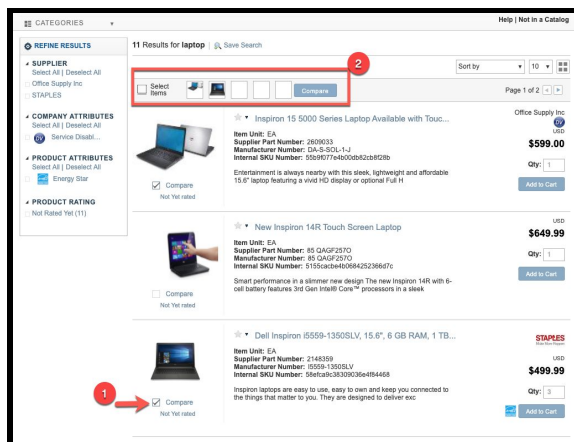 CATEGORIES
Help | Not in a Catalog
REFINE RESULTS
SUPPLIER
Select All | Deselect All
Office Supply Inc
STAPLES
COMPANY ATTRIBUTES
Select All | Deselect All
Service Disabl...
PRODUCT ATTRIBUTES
Select All | Deselect All
Energy Star
PRODUCT RATING
Not Rated Yet (11)
11 Results for laptop | Save Search
2
Sort by
10
Select Items
Compare
Page 1 of 2
Inspiron 15 5000 Series Laptop Available with Touc...
Item Unit: EA
Supplier Part Number: 2609033
Manufacturer Number: DA-S-SOL-1-J
Internal SKU Number: 55b9f077e4b00db82cb8f28b
Entertainment is always nearby with this sleek, lightweight and affordable
15.6" laptop featuring a vivid HD display or optional Full H
Compare
Not Yet rated
Office Supply Inc
USD
$599.00
Qty: 1
Add to Cart
New Inspiron 14R Touch Screen Laptop
Item Unit: EA
Supplier Part Number: 85 QAGF257O
Manufacturer Number: 85 QAGF257O
Internal SKU Number: 5155cacbe4b0684252366d7c
Smart performance in a slimmer new design The new Inspiron 14R with 6-
cell battery features 3rd Gen Intel® Core™ processors in a sleek
Compare
Not Yet rated
USD
$649.99
Qty: 1
Add to Cart
Dell Inspiron i5559-1350SLV, 15.6", 6 GB RAM, 1 TB...
Item Unit: EA
Supplier Part Number: 2148359
Manufacturer Number: I5559-1350SLV
Internal SKU Number: 58efca9c38309036e4f84468
Inspiron laptops are easy to use, easy to own and keep you connected to
the things that matter to you. They are designed to deliver exc
1
Compare
Not Yet rated
STAPLES
USD
$499.99
Qty: 3
Add to Cart